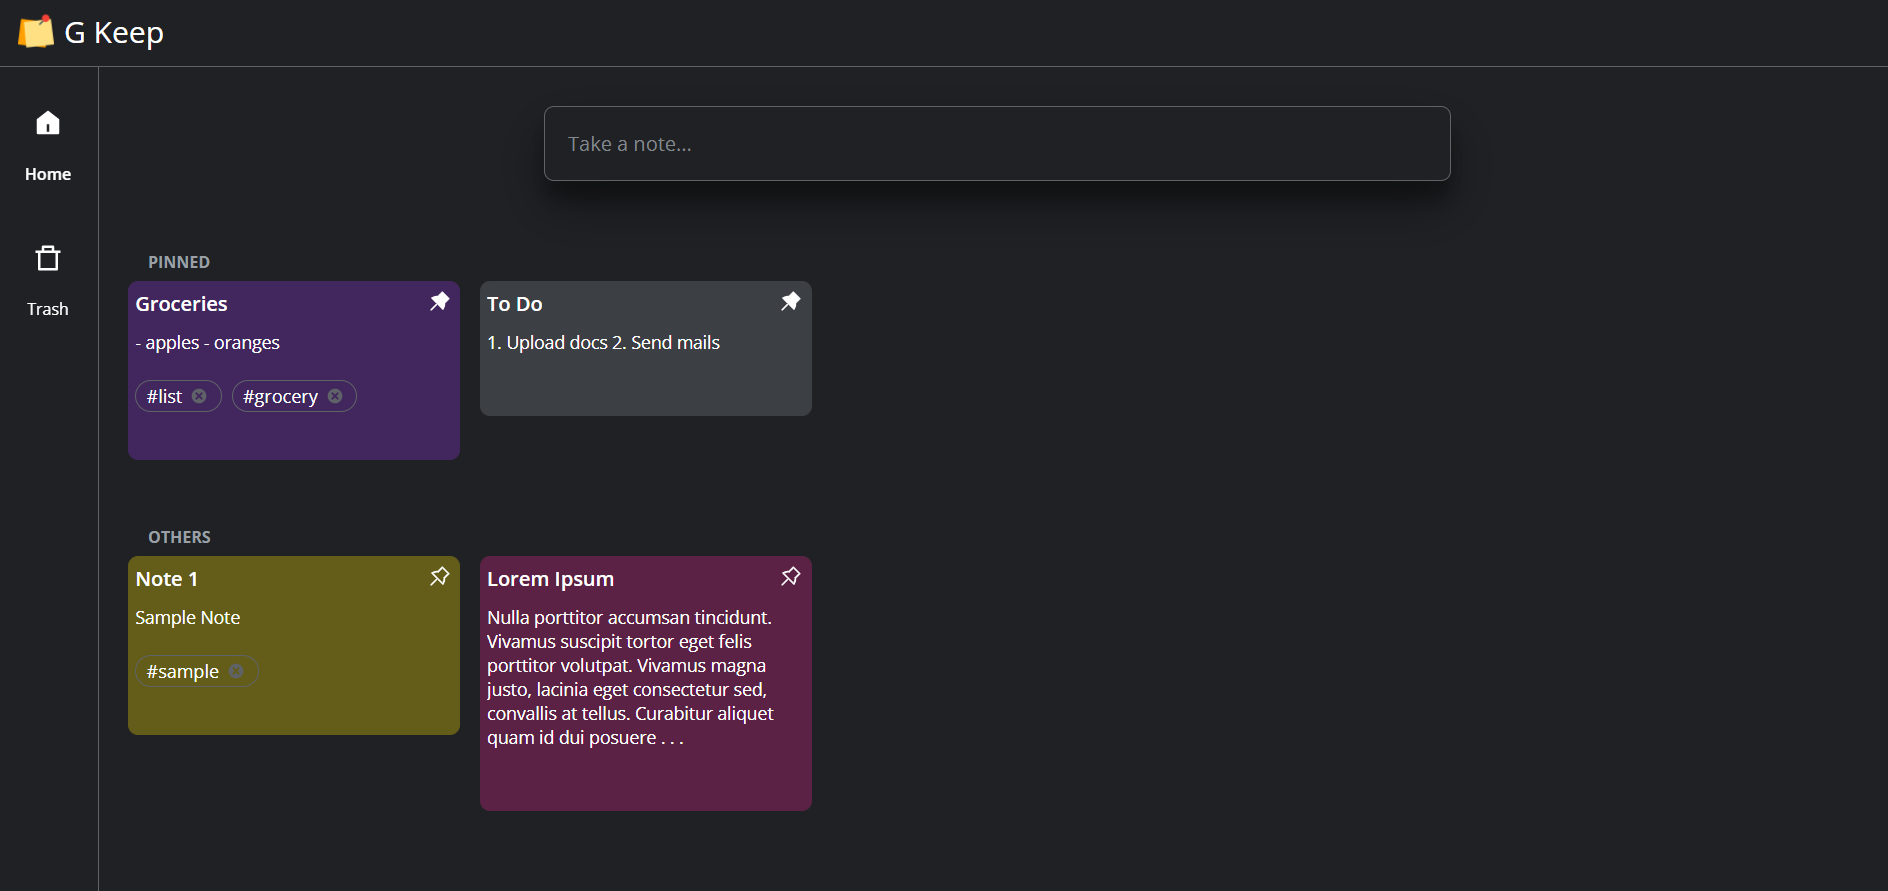 G Keep
Home
Trash
Take a note...
PINNED
Groceries
- apples - oranges
#list
#grocery
To Do
1. Upload docs 2. Send mails
OTHERS
Note 1
Sample Note
#sample
Lorem Ipsum
Nulla porttitor accumsan tincidunt.
Vivamus suscipit tortor eget felis
porttitor volutpat. Vivamus magna
justo, lacinia eget consectetur sed,
convallis at tellus. Curabitur aliquet
quam id dui posuere . . .